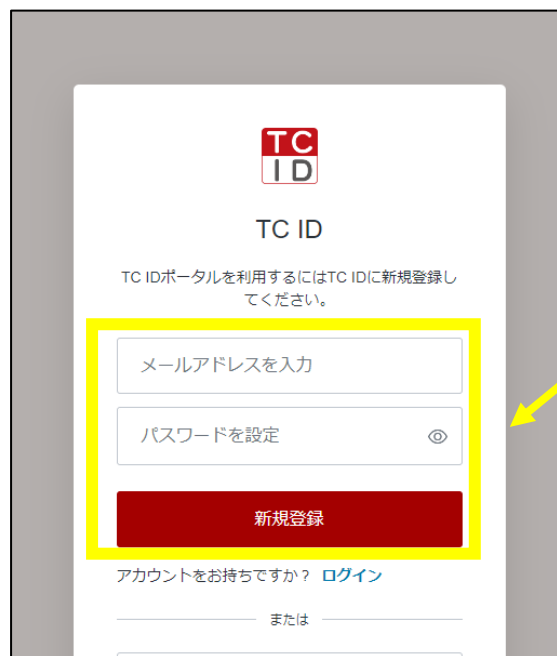 TC
ID
TC ID
TC IDポータルを利用するにはTC IDに新規登録し
てください。
メールアドレスを入力
パスワードを設定
新規登録
アカウントをお持ちですか？ ログイン
または